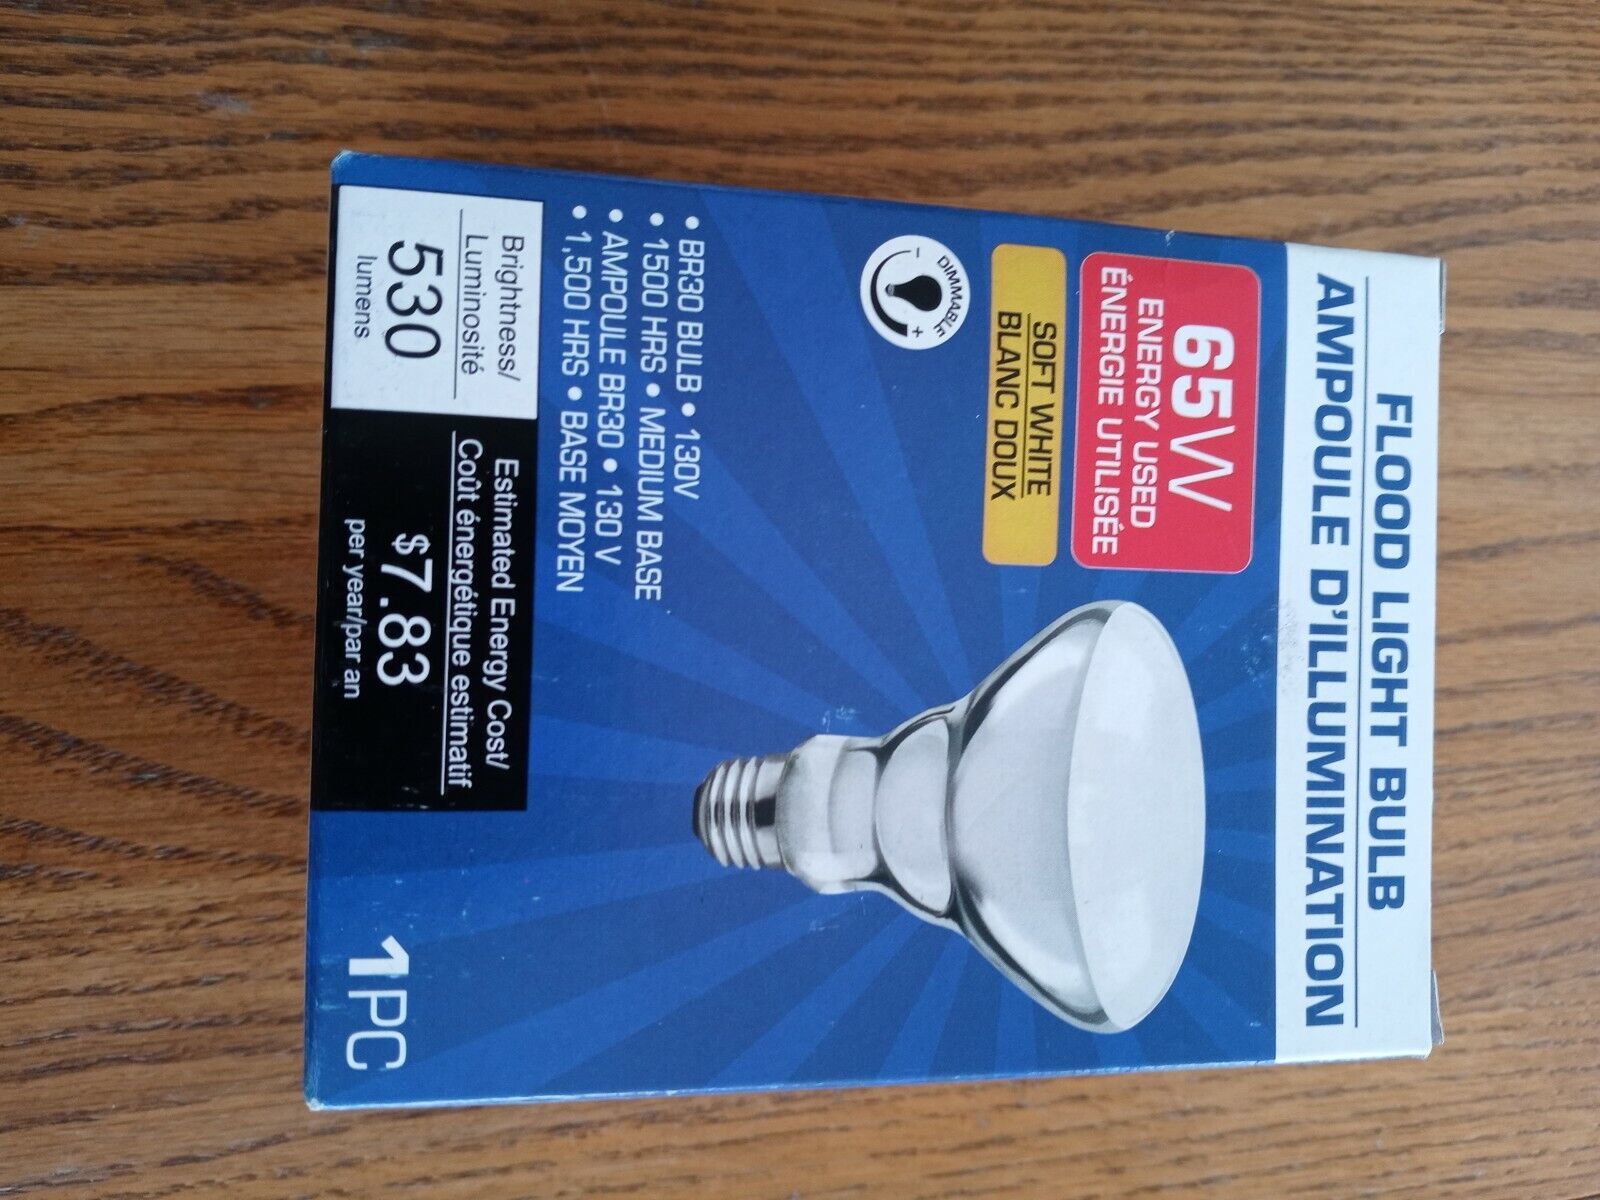 FLOOD LIGHT BULB
AMPOULE D'ILLUMINATION
65W
ENERGY USED
ÉNERGIE UTILISÉE
SOFT WHITE
BLANC DOUX
DIMMABLE
- +
• BR30 BULB • 130V
• 1500 HRS • MEDIUM BASE
• AMPOULE BR30 • 130 V
• 1,500 HRS • BASE MOYEN
Brightness/
Luminosité
530
lumens
Estimated Energy Cost/
Coût énergétique estimatif
$7.83
per year/par an
1PC